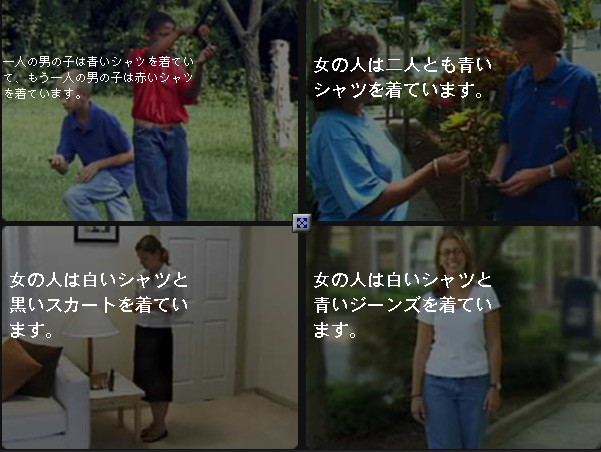 一人の男の子は青いシャツを着てい
て、もう一人の男の子は赤いシャツ
を着ています。
女の人は二人とも青い
シャツを着ています。
女の人は白いシャツと
黒いスカートを着てい
ます。
女の人は白いシャツと
青いジーンズを着てい
ます。